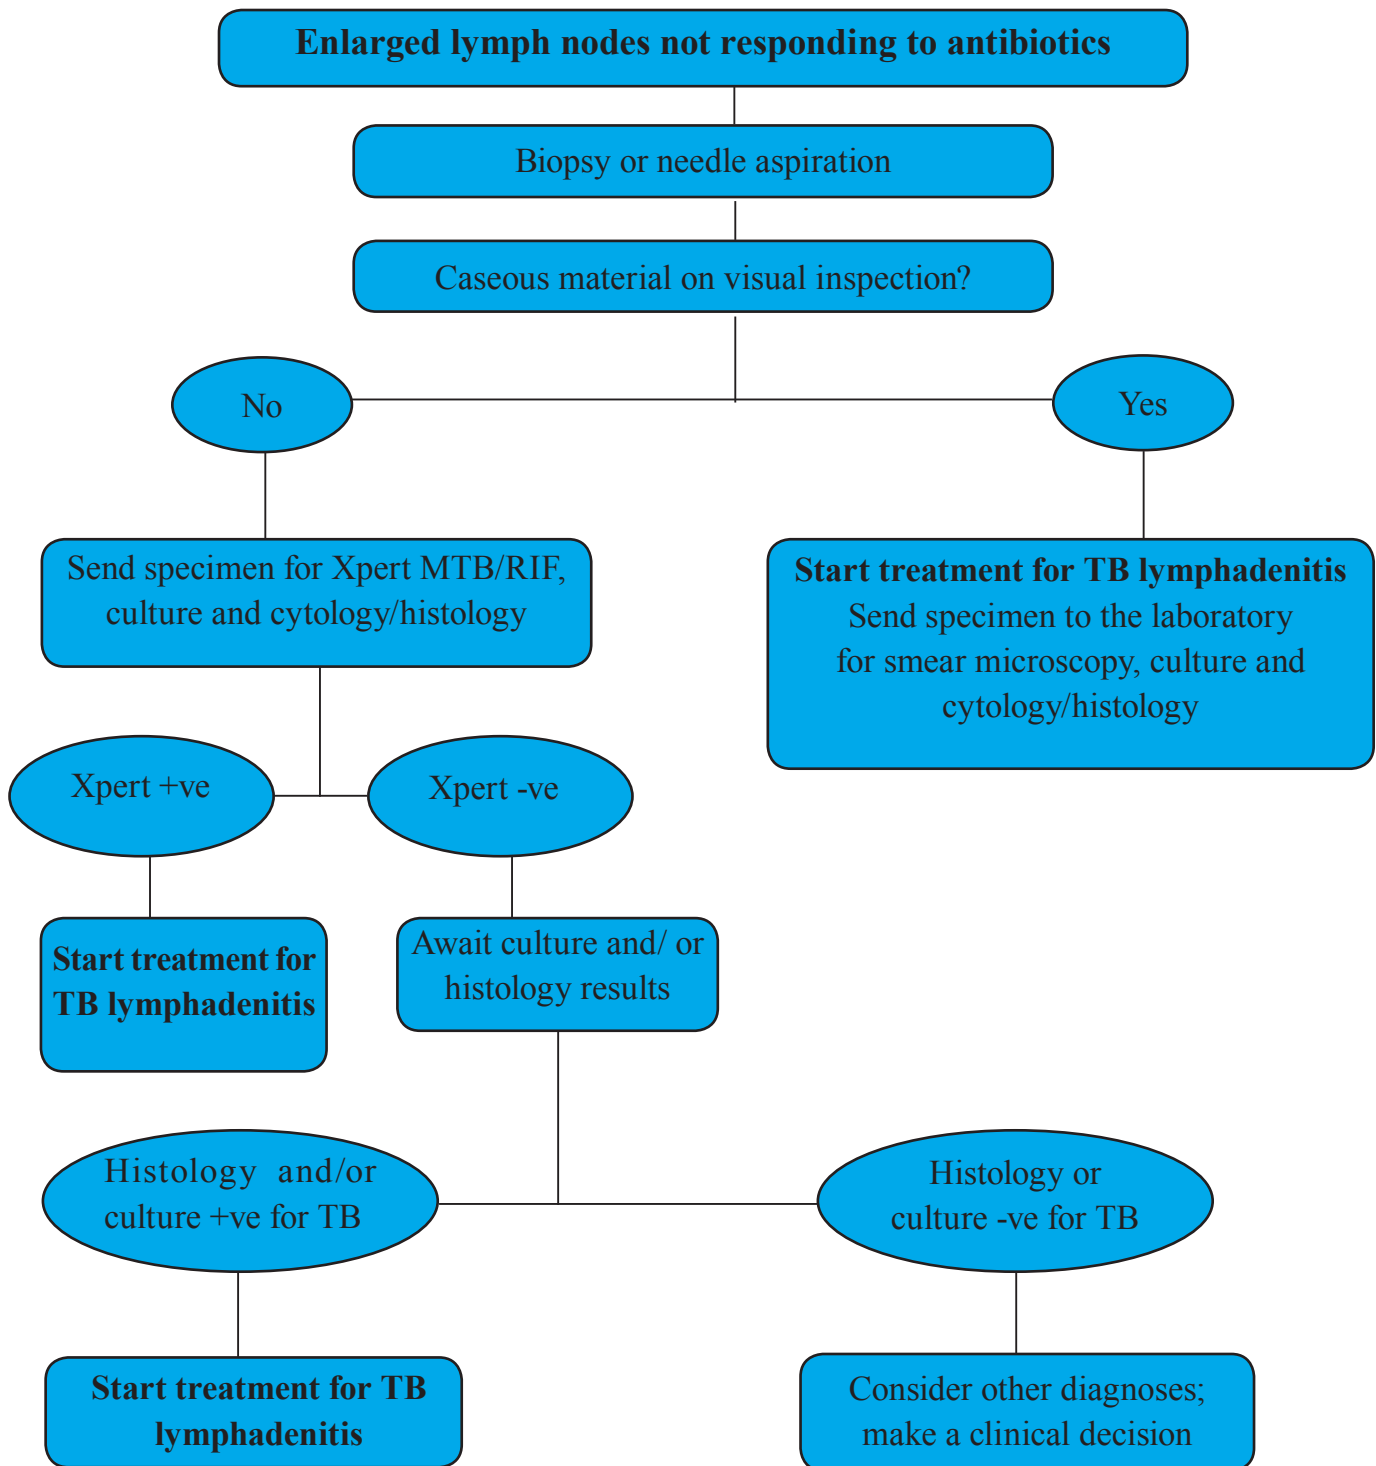 Enlarged lymph nodes not responding to antibiotics
Biopsy or needle aspiration
Caseous material on visual inspection?
No
Yes
Send specimen for Xpert MTB/RIF,
culture and cytology/histology
Start treatment for TB lymphadenitis
Send specimen to the laboratory
for smear microscopy, culture and
cytology/histology
Xpert +ve
Xpert -ve
Start treatment for
TB lymphadenitis
Await culture and/ or
histology results
Histology and/or
culture +ve for TB
Histology or
culture -ve for TB
Start treatment for TB
lymphadenitis
Consider other diagnoses;
make a clinical decision